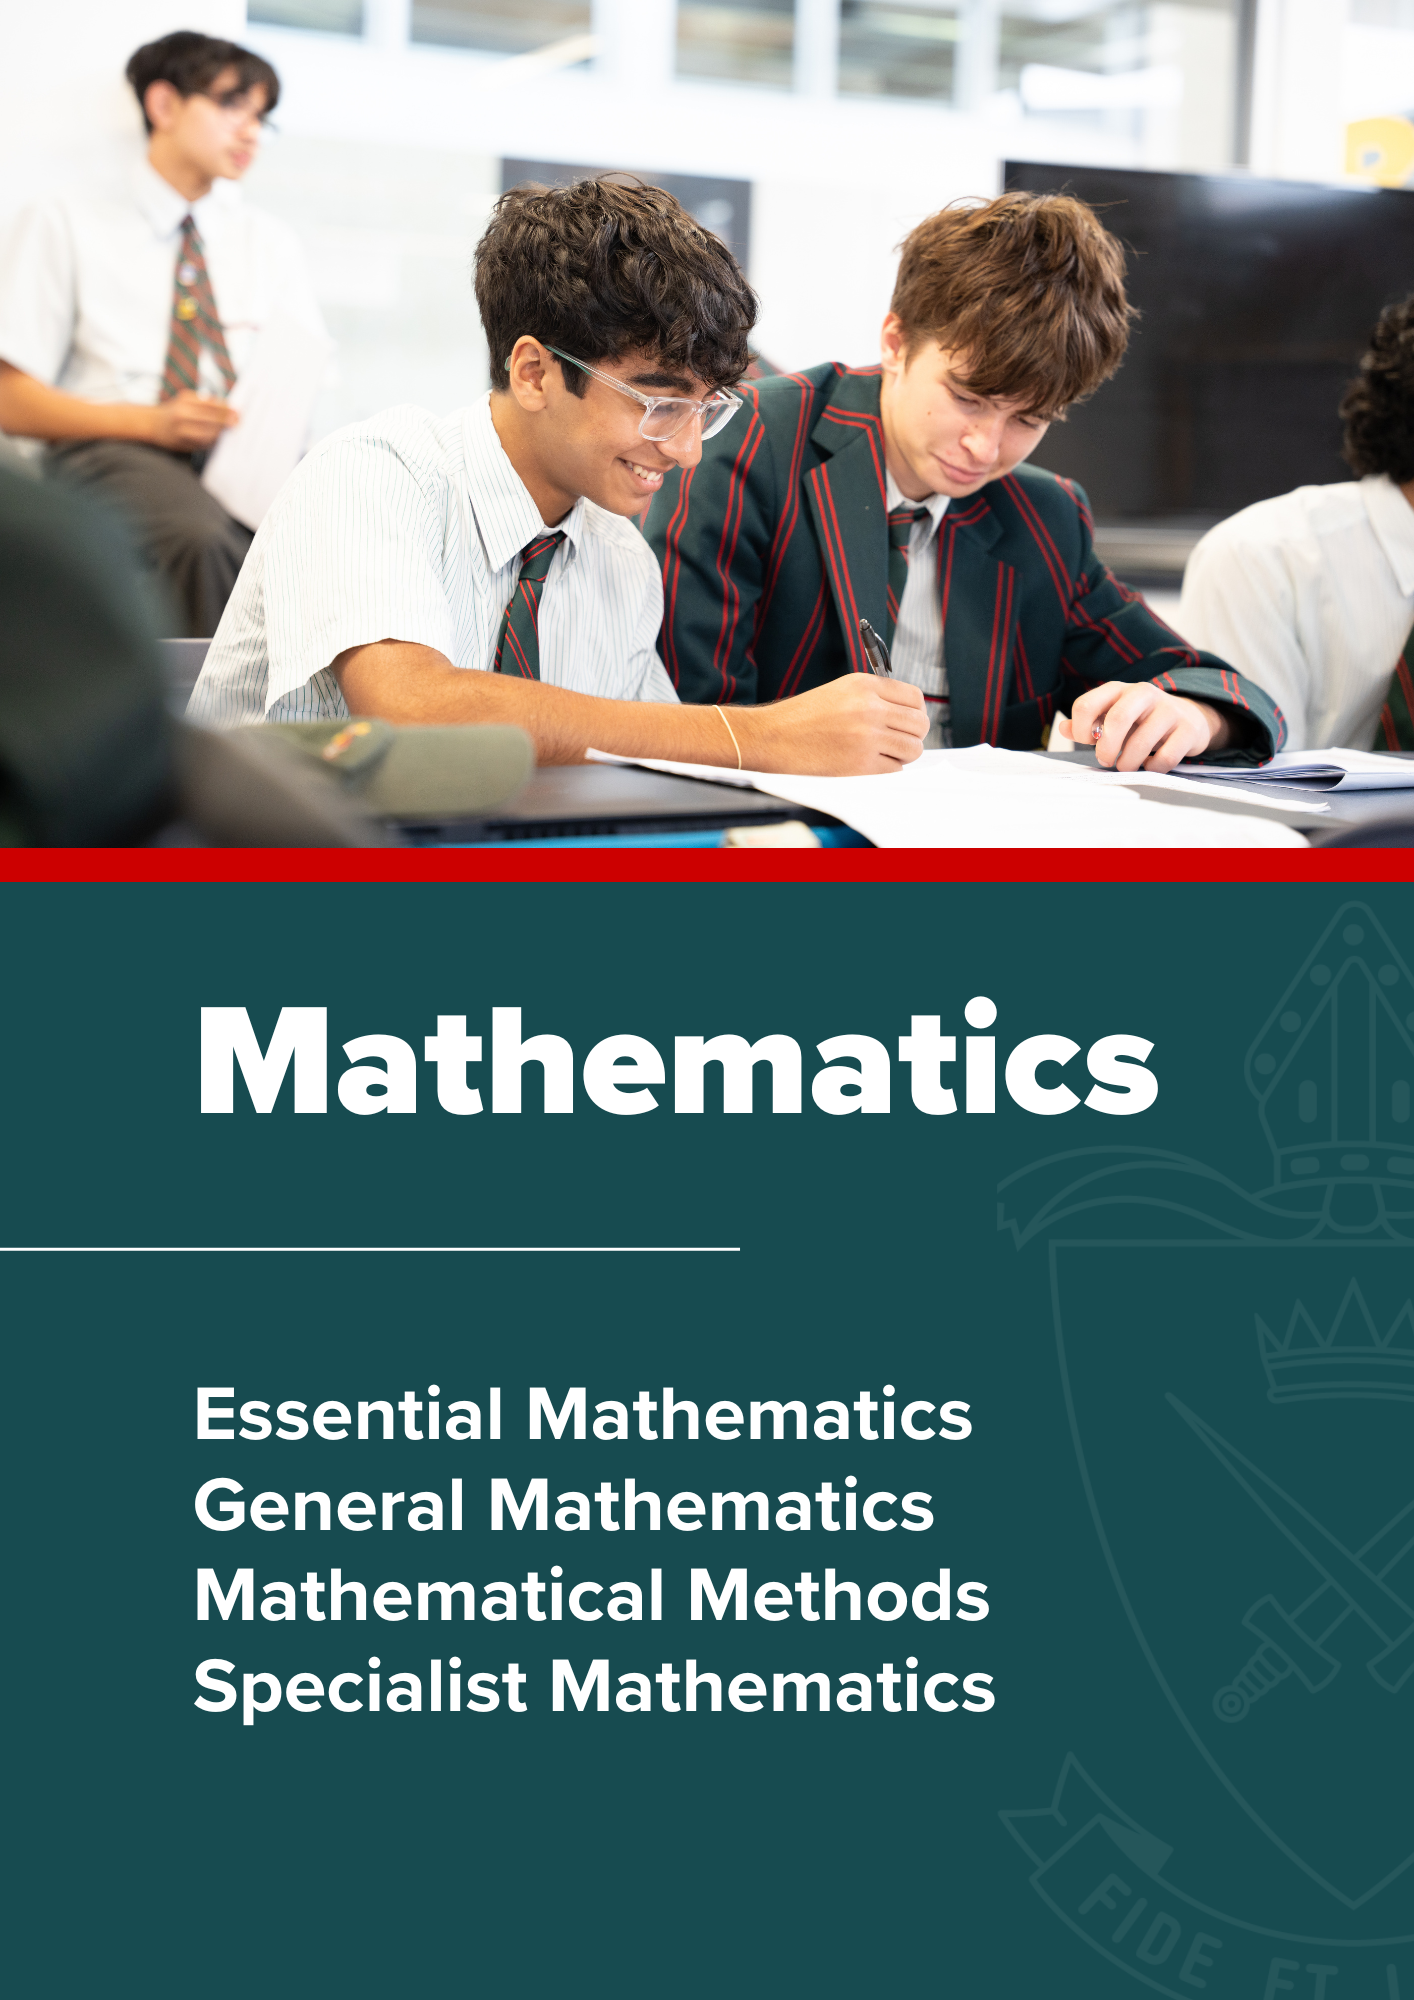 Mathematics
Essential Mathematics
General Mathematics
Mathematical Methods
Specialist Mathematics
FIDE ET